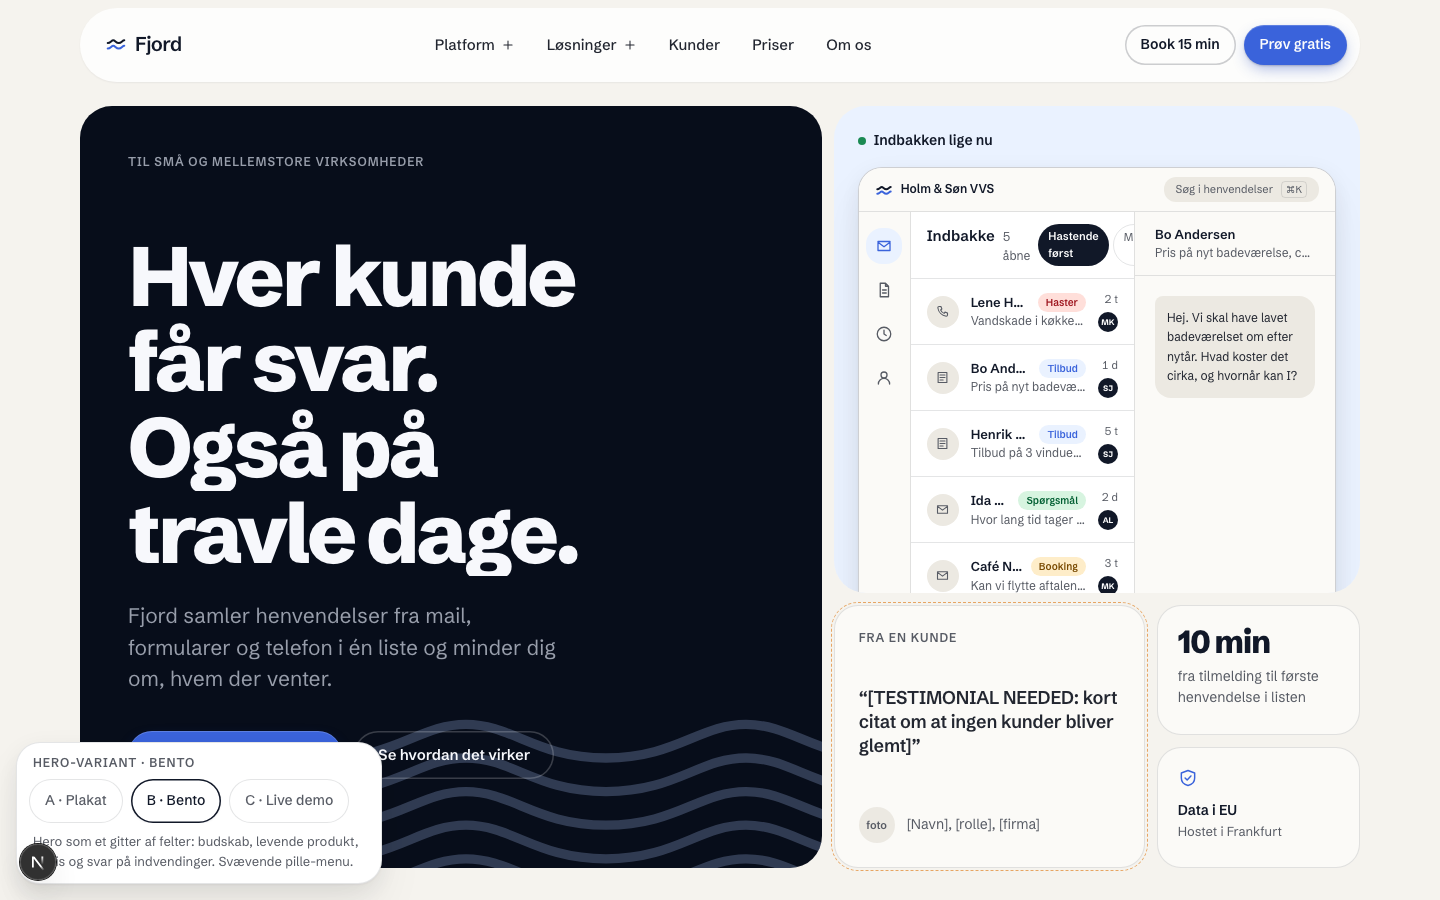 Fjord
Platform +
Løsninger +
Kunder
Priser
Om os
Book 15 min
Prøv gratis
TIL SMÅ OG MELLEMSTORE VIRKSOMHEDER
Hver kunde
får svar.
Også på
travle dage.
Fjord samler henvendelser fra mail,
formularer og telefon i én liste og minder dig
om, hvem der venter.
Se hvordan det virker
Indbakken lige nu
Holm & Søn VVS
Søg i henvendelser ⌘K
Indbakke 5 åbne
Hastende først
M
Lene H... Haster 2 t
Vandskade i køkke... MK
Bo And... Tilbud 1 d
Pris på nyt badevæ... SJ
Henrik ... Tilbud 5 t
Tilbud på 3 vindue... SJ
Ida ... Spørgsmål 2 d
Hvor lang tid tager ... AL
Café N... Booking 3 t
Kan vi flytte aftalen... MK
Bo Andersen
Pris på nyt badeværelse, c...
Hej. Vi skal have lavet
badeværelset om efter
nytår. Hvad koster det
cirka, og hvornår kan I?
FRA EN KUNDE
“[TESTIMONIAL NEEDED: kort
citat om at ingen kunder bliver
glemt]”
foto
[Navn], [rolle], [firma]
10 min
fra tilmelding til første
henvendelse i listen
Data i EU
Hostet i Frankfurt
HERO-VARIANT · BENTO
A · Plakat
B · Bento
C · Live demo
Hero som et gitter af felter: budskab, levende produkt,
og svar på indvendinger. Svævende pille-menu.
N